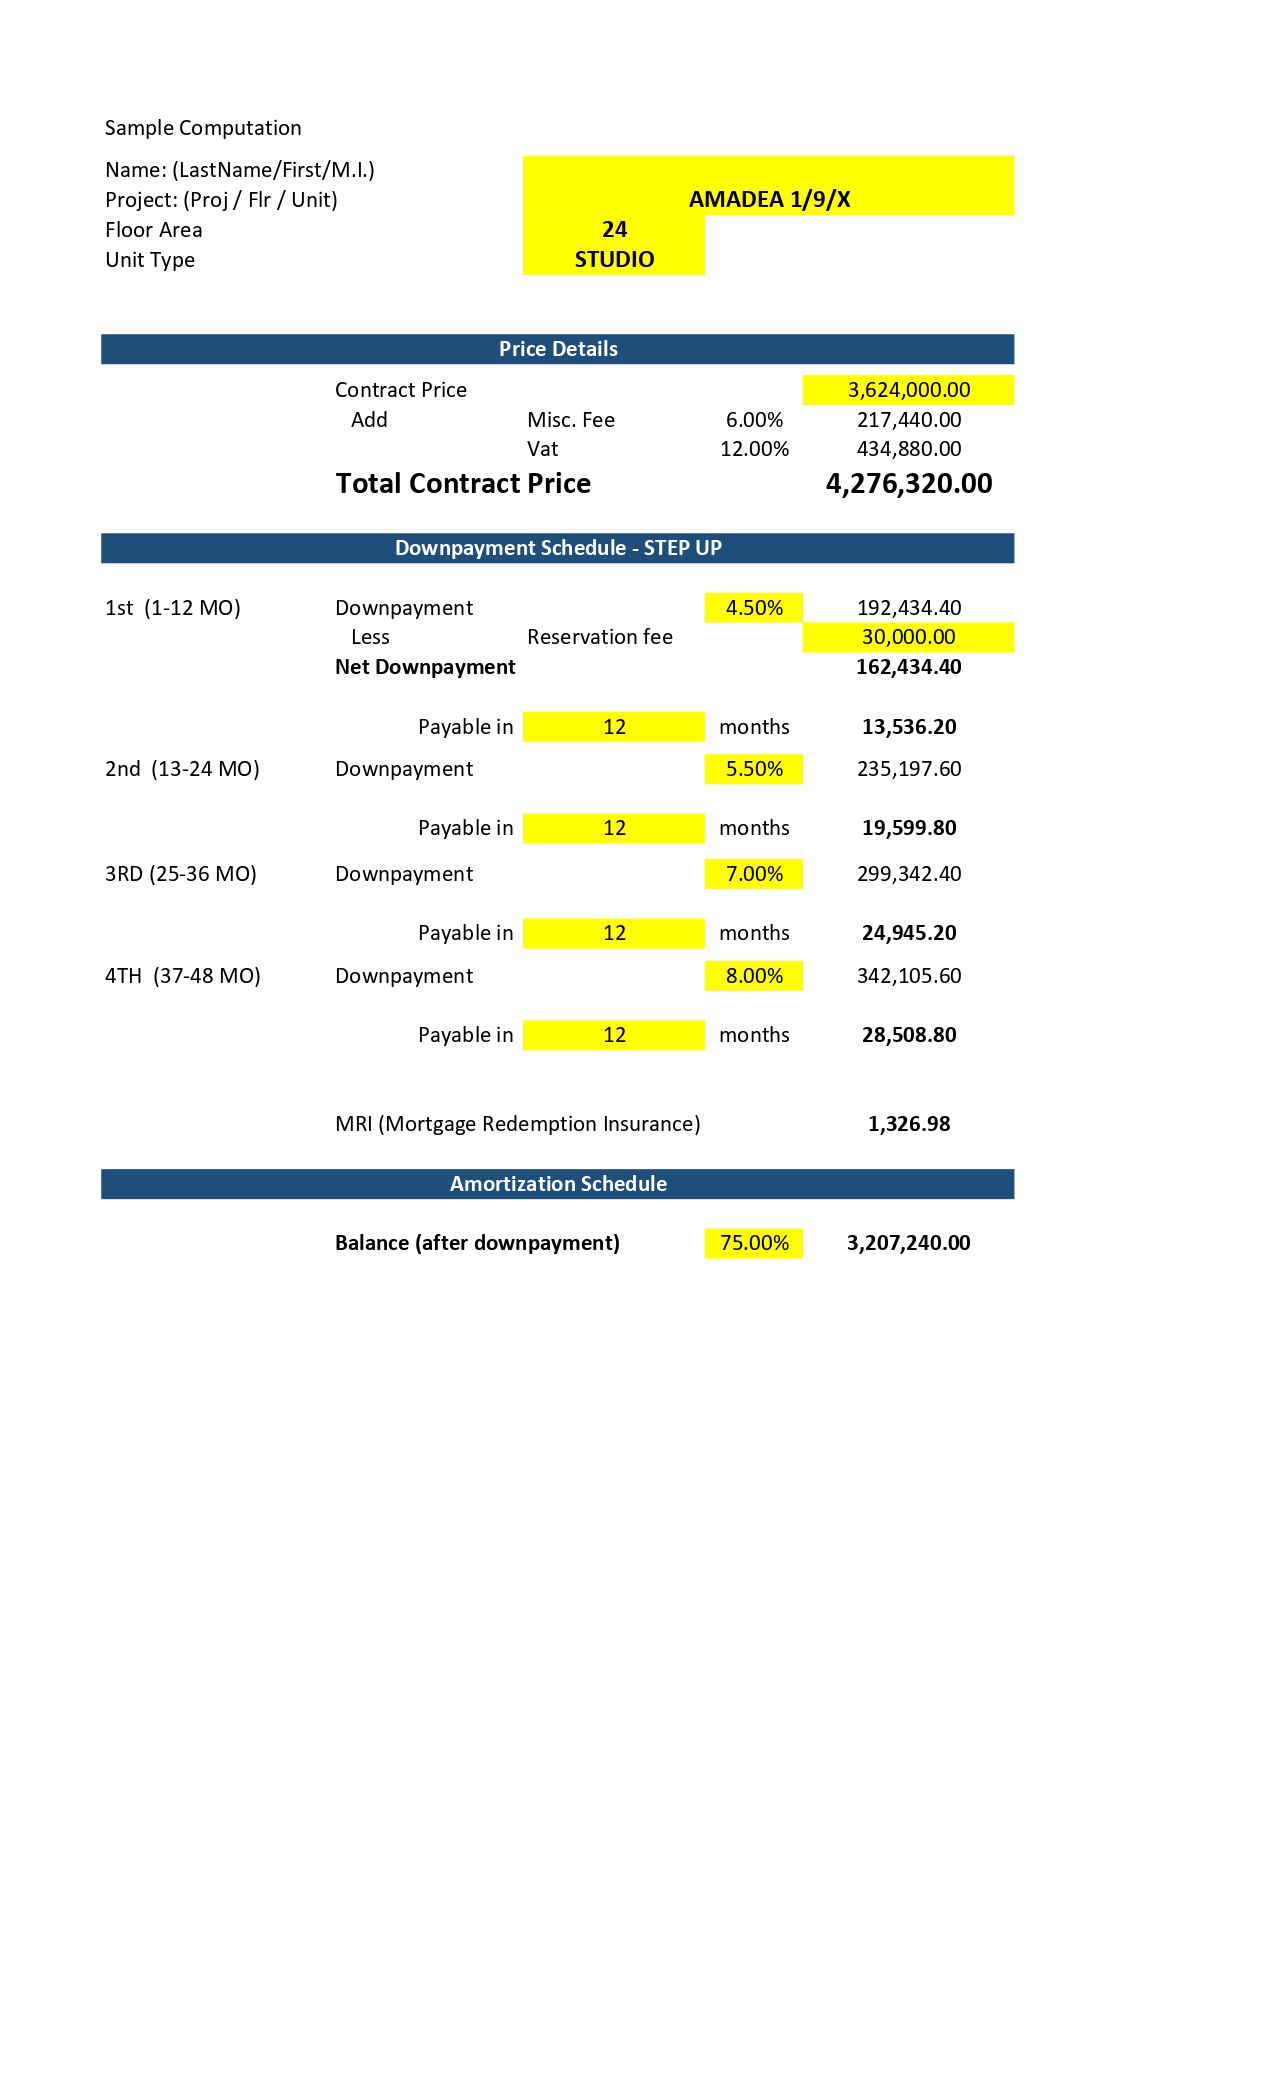 Sample Computation
Name: (LastName/First/M.I.)
Project: (Proj / Flr / Unit) AMADEA 1/9/X
Floor Area 24
Unit Type STUDIO
Price Details
Contract Price 3,624,000.00
Add Misc. Fee 6.00% 217,440.00
Vat 12.00% 434,880.00
Total Contract Price 4,276,320.00
Downpayment Schedule - STEP UP
1st (1-12 MO) Downpayment 4.50% 192,434.40
Less Reservation fee 30,000.00
Net Downpayment 162,434.40
Payable in 12 months 13,536.20
2nd (13-24 MO) Downpayment 5.50% 235,197.60
Payable in 12 months 19,599.80
3RD (25-36 MO) Downpayment 7.00% 299,342.40
Payable in 12 months 24,945.20
4TH (37-48 MO) Downpayment 8.00% 342,105.60
Payable in 12 months 28,508.80
MRI (Mortgage Redemption Insurance) 1,326.98
Amortization Schedule
Balance (after downpayment) 75.00% 3,207,240.00